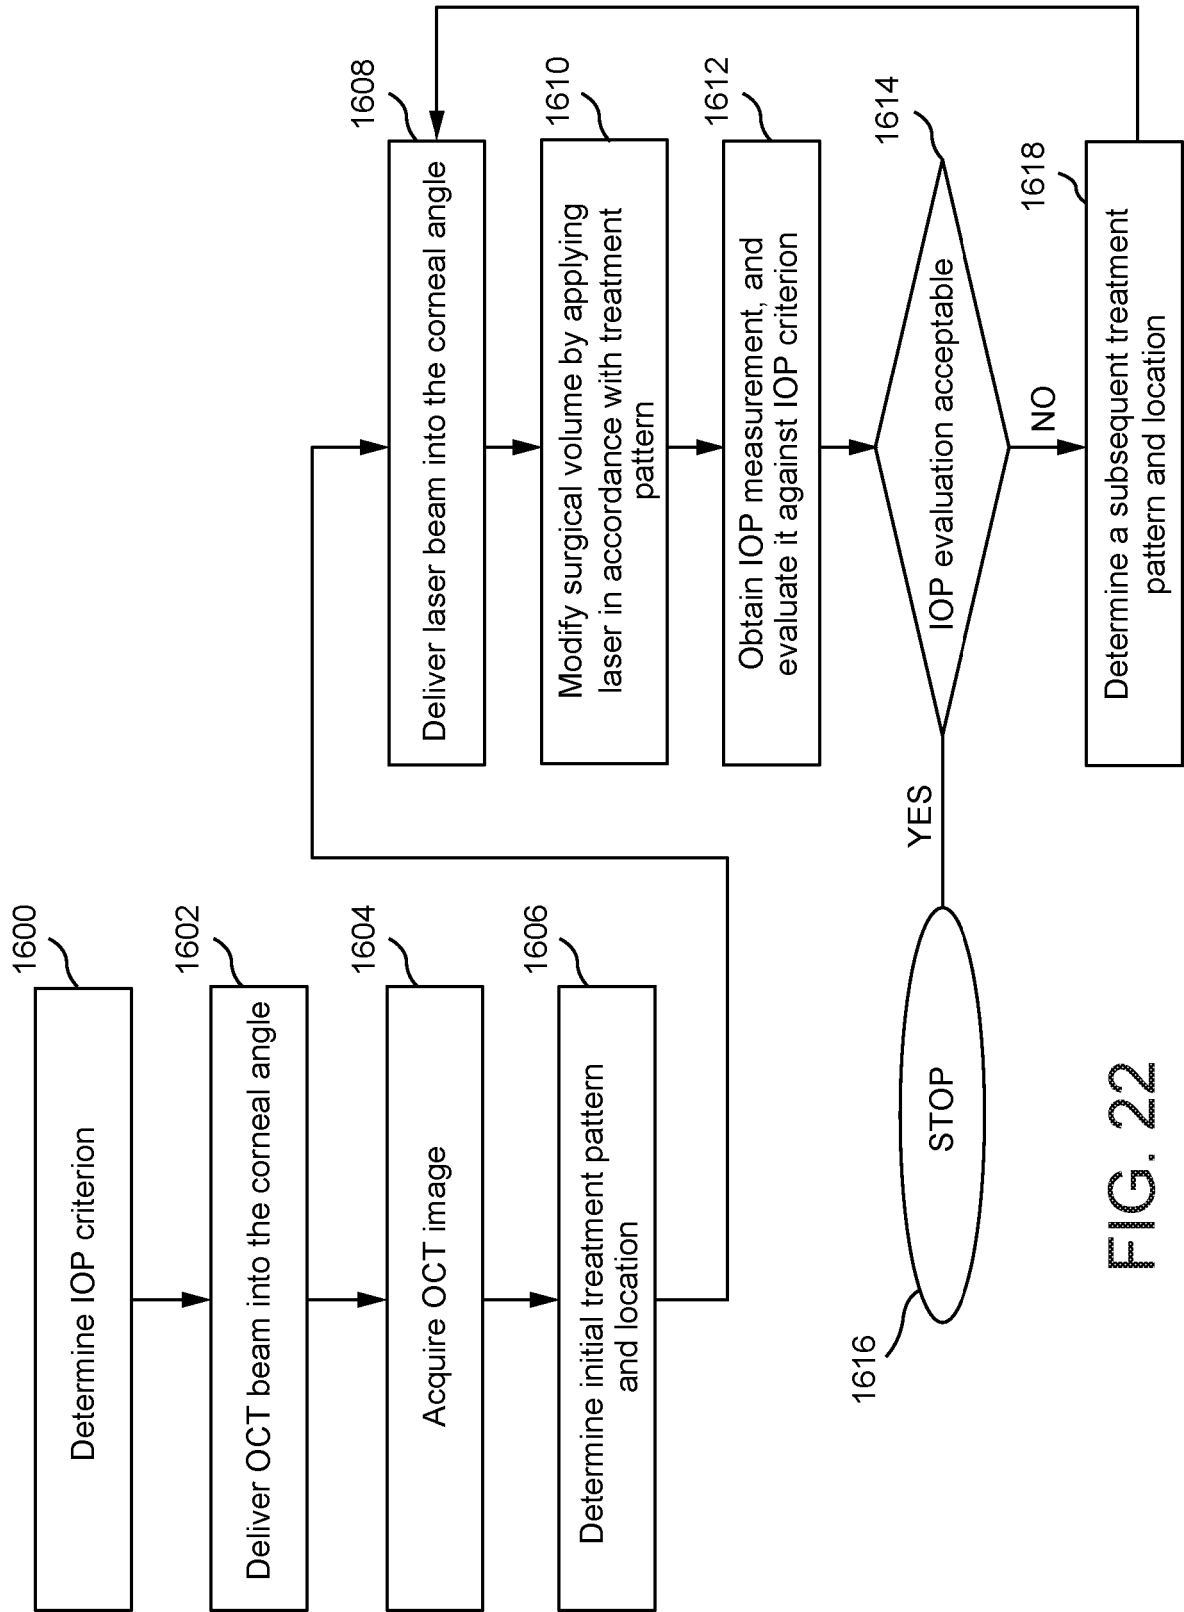 1600
Determine IOP criterion
1602
Deliver OCT beam into the corneal angle
1604
Acquire OCT image
1606
Determine initial treatment pattern
and location
1608
Deliver laser beam into the corneal angle
1610
Modify surgical volume by applying
laser in accordance with treatment
pattern
1612
Obtain IOP measurement, and
evaluate it against IOP criterion
1614
IOP evaluation acceptable
YES
NO
1616
STOP
1618
Determine a subsequent treatment
pattern and location
FIG. 22